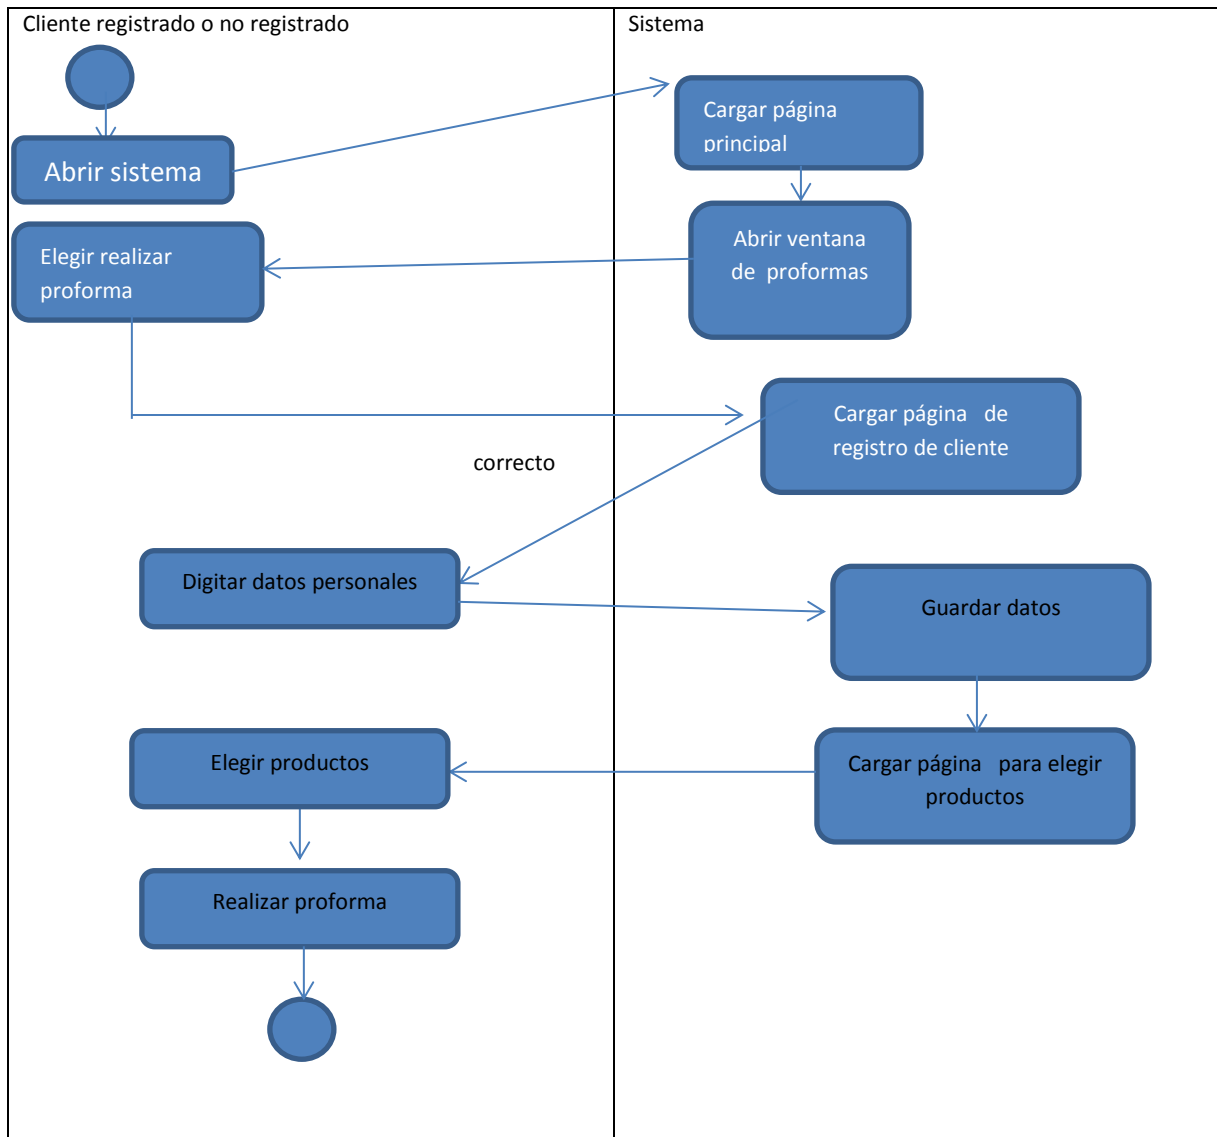 Cliente registrado o no registrado
Sistema
Abrir sistema
Cargar página
principal
Abrir ventana
de proformas
Elegir realizar
proforma
Cargar página de
registro de cliente
correcto
Digitar datos personales
Guardar datos
Cargar página para elegir
productos
Elegir productos
Realizar proforma